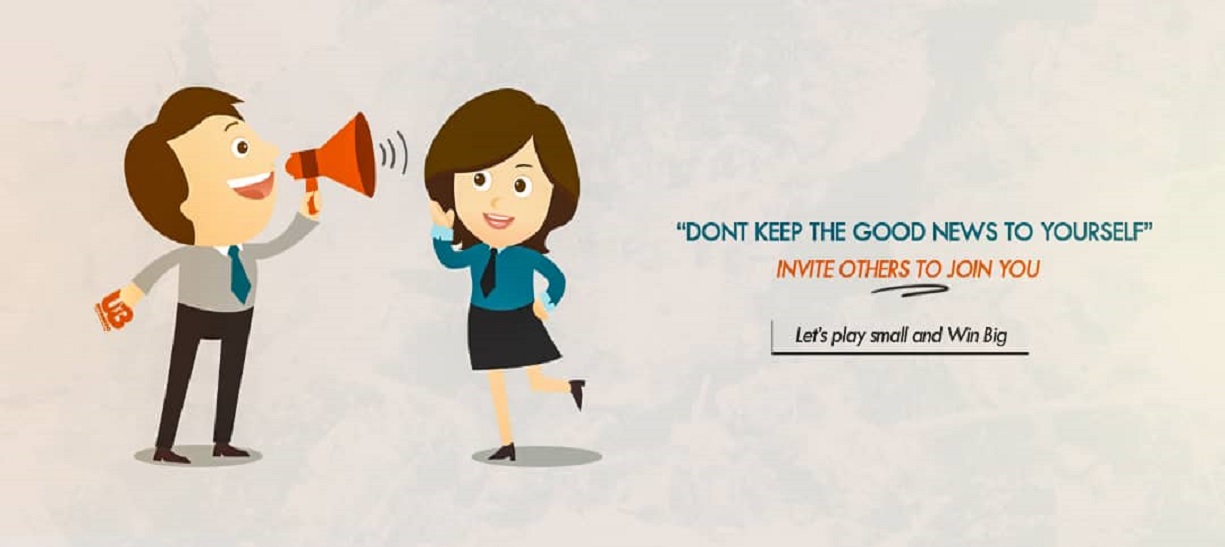 “DONT KEEP THE GOOD NEWS TO YOURSELF”
INVITE OTHERS TO JOIN YOU
Let's play small and Win Big